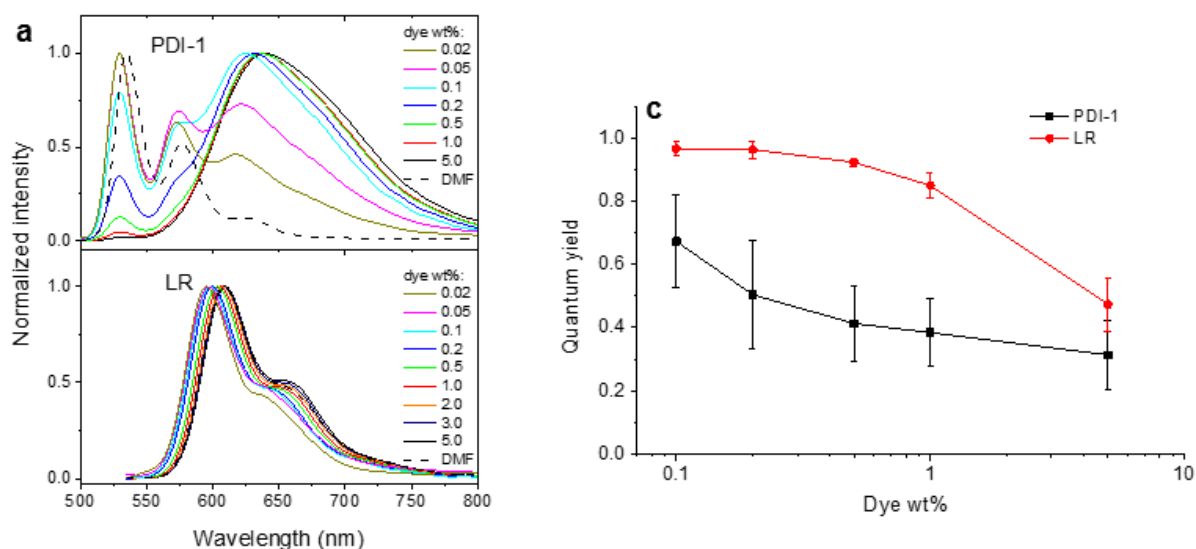 a
PDI-1
dye wt%:
0.02
0.05
0.1
0.2
0.5
1.0
5.0
DMF
1.0
0.5
0.0
LR
dye wt%:
0.02
0.05
0.1
0.2
0.5
1.0
2.0
3.0
5.0
DMF
1.0
0.5
0.0
500 550 600 650 700 750 800
Wavelength (nm)
Normalized intensity
c
PDI-1
LR
1.0
0.8
0.6
0.4
0.2
0.0
0.1 1 10
Dye wt%
Quantum yield